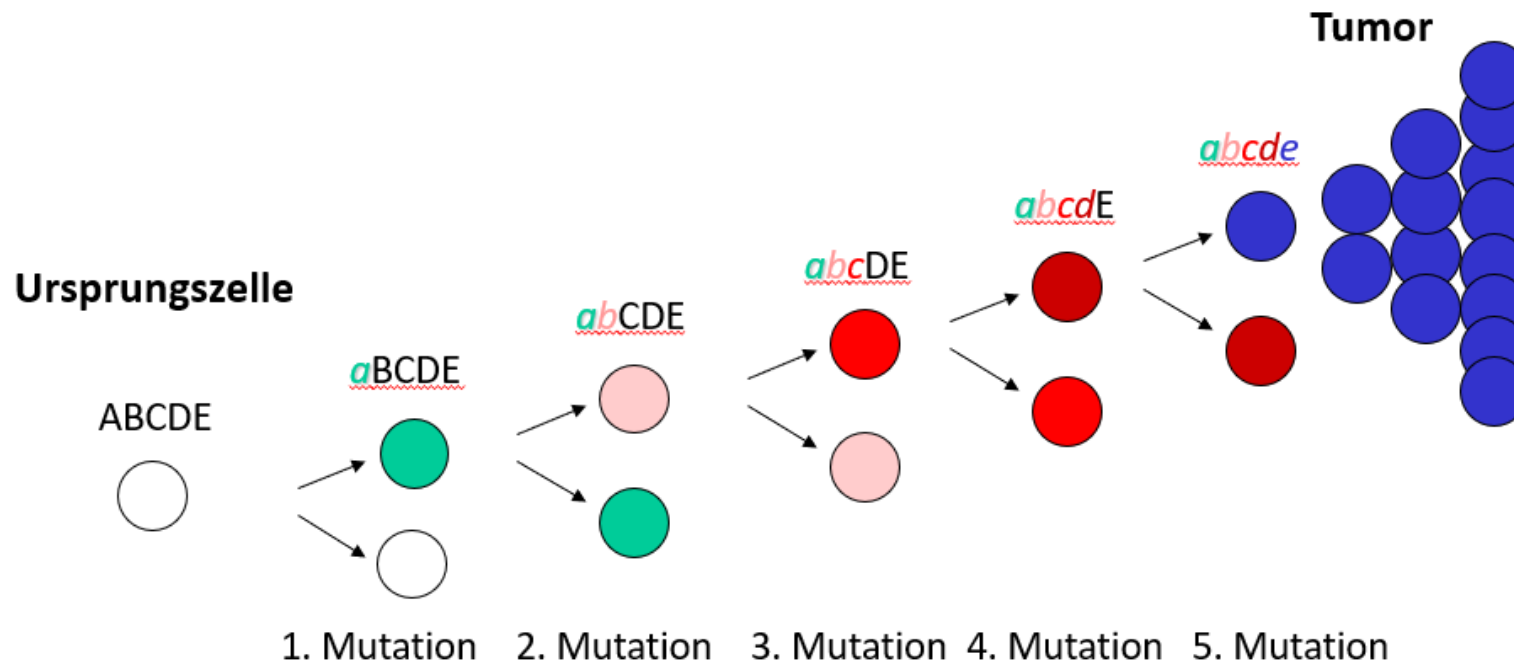 Tumor
abcde
abcdE
abcDE
Ursprungszelle
abCDE
aBCDE
ABCDE
1. Mutation 2. Mutation 3. Mutation 4. Mutation 5. Mutation